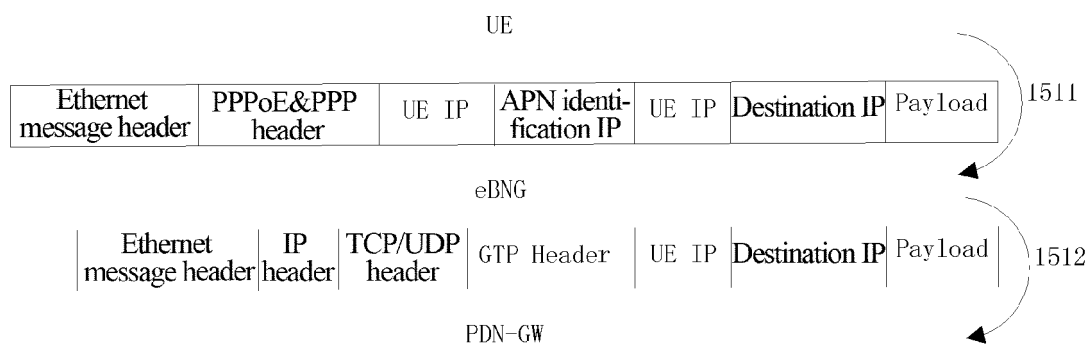 UE
Ethernet message header PPPoE&PPP header UE IP APN identi-fication IP UE IP Destination IP Payload 1511
eBNG
Ethernet message header IP header TCP/UDP header GTP Header UE IP Destination IP Payload 1512
PDN-GW